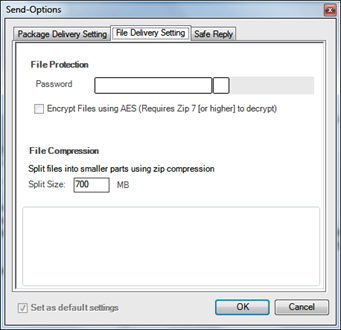 Send-Options
Package Delivery Setting File Delivery Setting Safe Reply
File Protection
Password
Encrypt Files using AES (Requires Zip 7 [or higher] to decrypt)
File Compression
Split files into smaller parts using zip compression
Split Size: 700 MB
Set as default settings OK Cancel